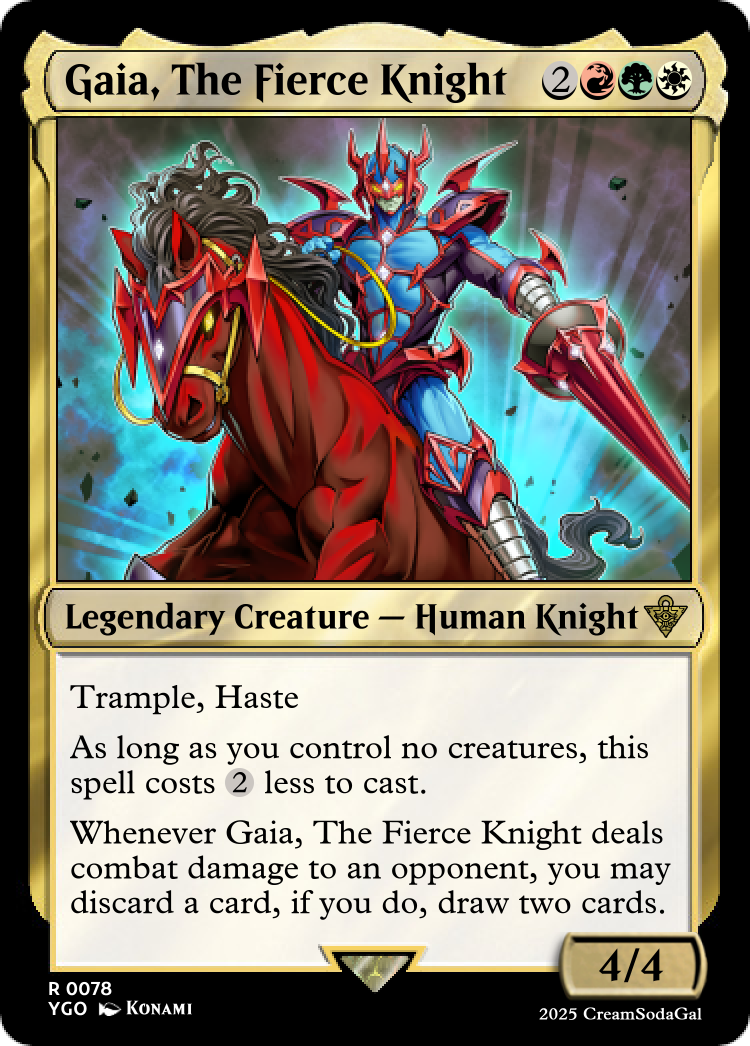 Gaia, The Fierce Knight 2
Legendary Creature — Human Knight
Trample, Haste
As long as you control no creatures, this
spell costs 2 less to cast.
Whenever Gaia, The Fierce Knight deals
combat damage to an opponent, you may
discard a card, if you do, draw two cards.
4/4
R 0078
YGO KONAMI
2025 CreamSodaGal